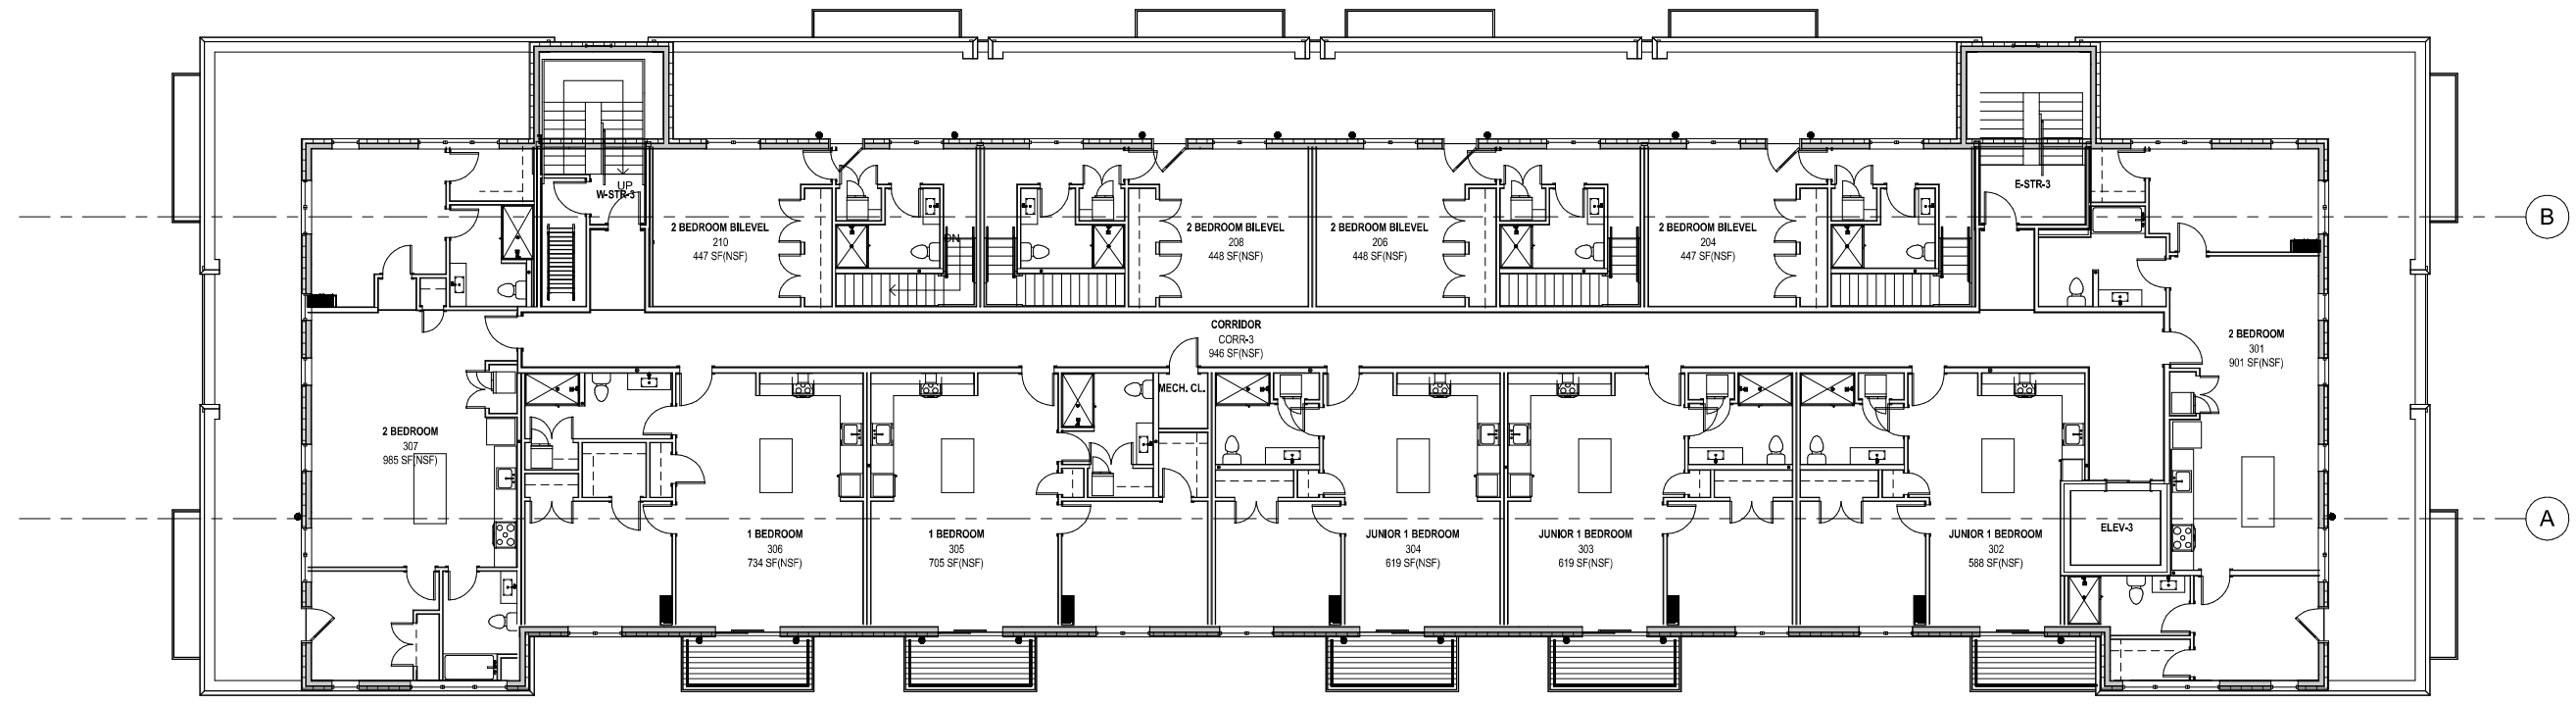 UP
W-STR-3
E-STR-3
B
2 BEDROOM BILEVEL
210
447 SF(NSF)
DN
2 BEDROOM BILEVEL
208
448 SF(NSF)
2 BEDROOM BILEVEL
206
448 SF(NSF)
2 BEDROOM BILEVEL
204
447 SF(NSF)
CORRIDOR
CORR-3
946 SF(NSF)
2 BEDROOM
301
901 SF(NSF)
MECH. CL.
2 BEDROOM
307
985 SF(NSF)
1 BEDROOM
306
734 SF(NSF)
1 BEDROOM
305
705 SF(NSF)
JUNIOR 1 BEDROOM
304
619 SF(NSF)
JUNIOR 1 BEDROOM
303
619 SF(NSF)
JUNIOR 1 BEDROOM
302
588 SF(NSF)
ELEV-3
A